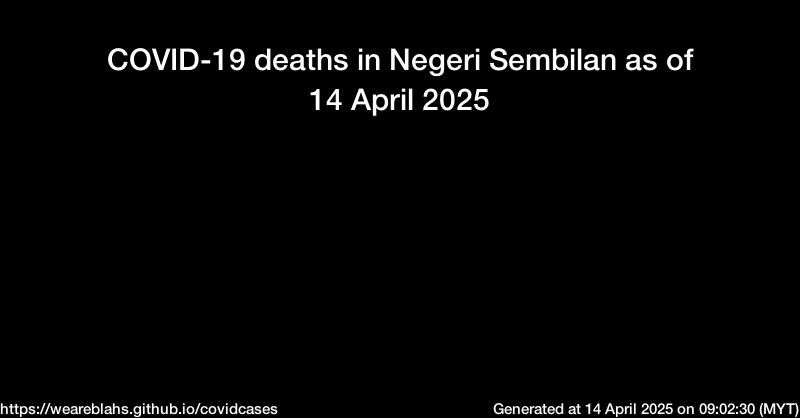 COVID-19 deaths in Negeri Sembilan as of
14 April 2025
https://weareblahs.github.io/covidcases
Generated at 14 April 2025 on 09:02:30 (MYT)